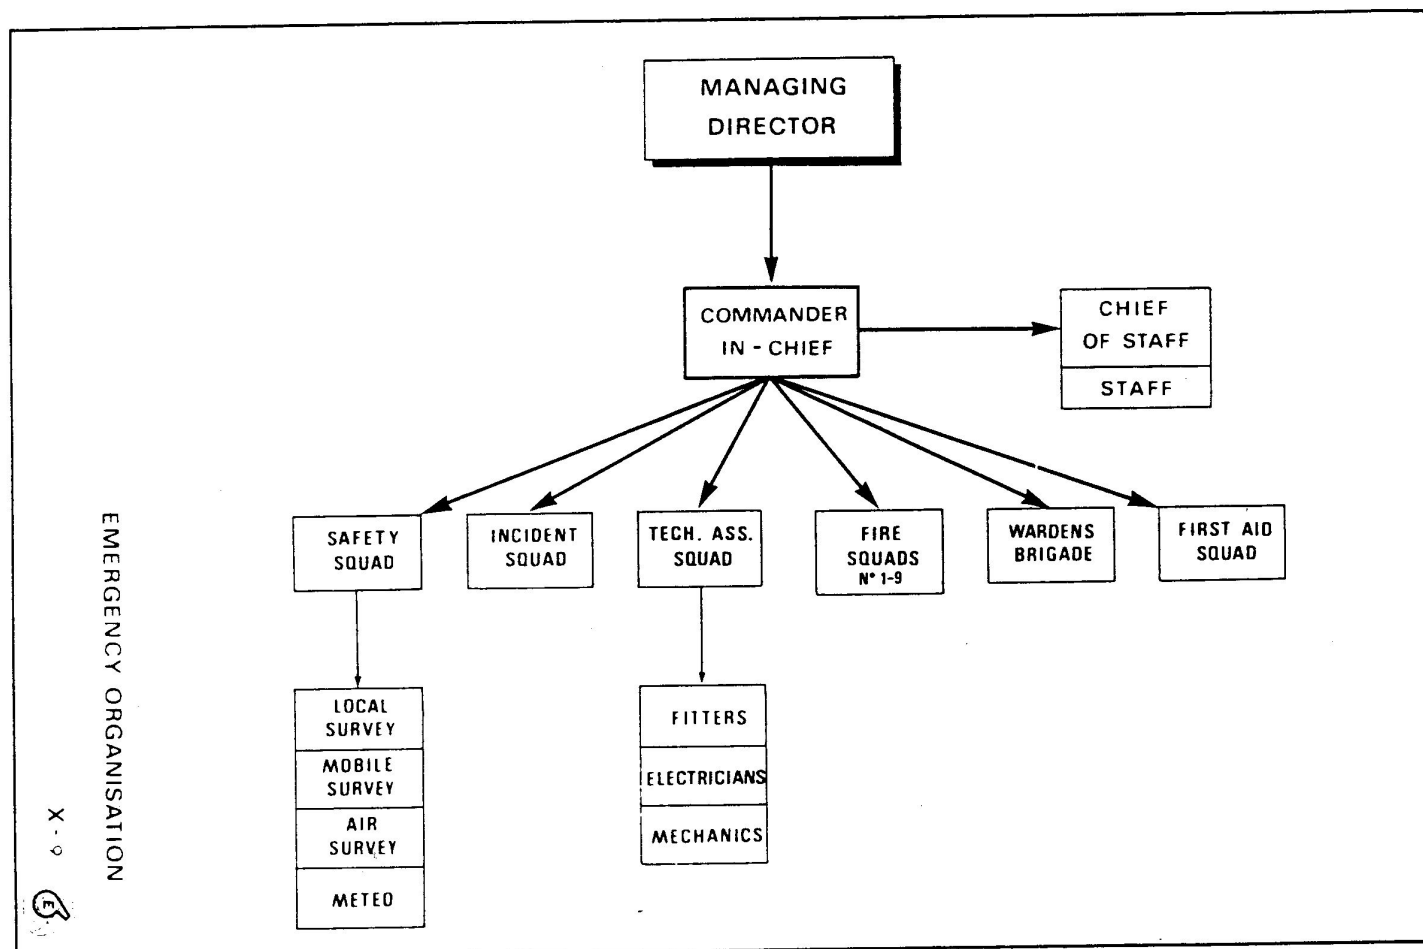 MANAGING
DIRECTOR
COMMANDER
IN - CHIEF
CHIEF
OF STAFF
STAFF
SAFETY
SQUAD
INCIDENT
SQUAD
TECH. ASS.
SQUAD
FIRE
SQUADS
N° 1-9
WARDENS
BRIGADE
FIRST AID
SQUAD
LOCAL
SURVEY
MOBILE
SURVEY
AIR
SURVEY
METEO
FITTERS
ELECTRICIANS
MECHANICS
EMERGENCY ORGANISATION
X - 9
E